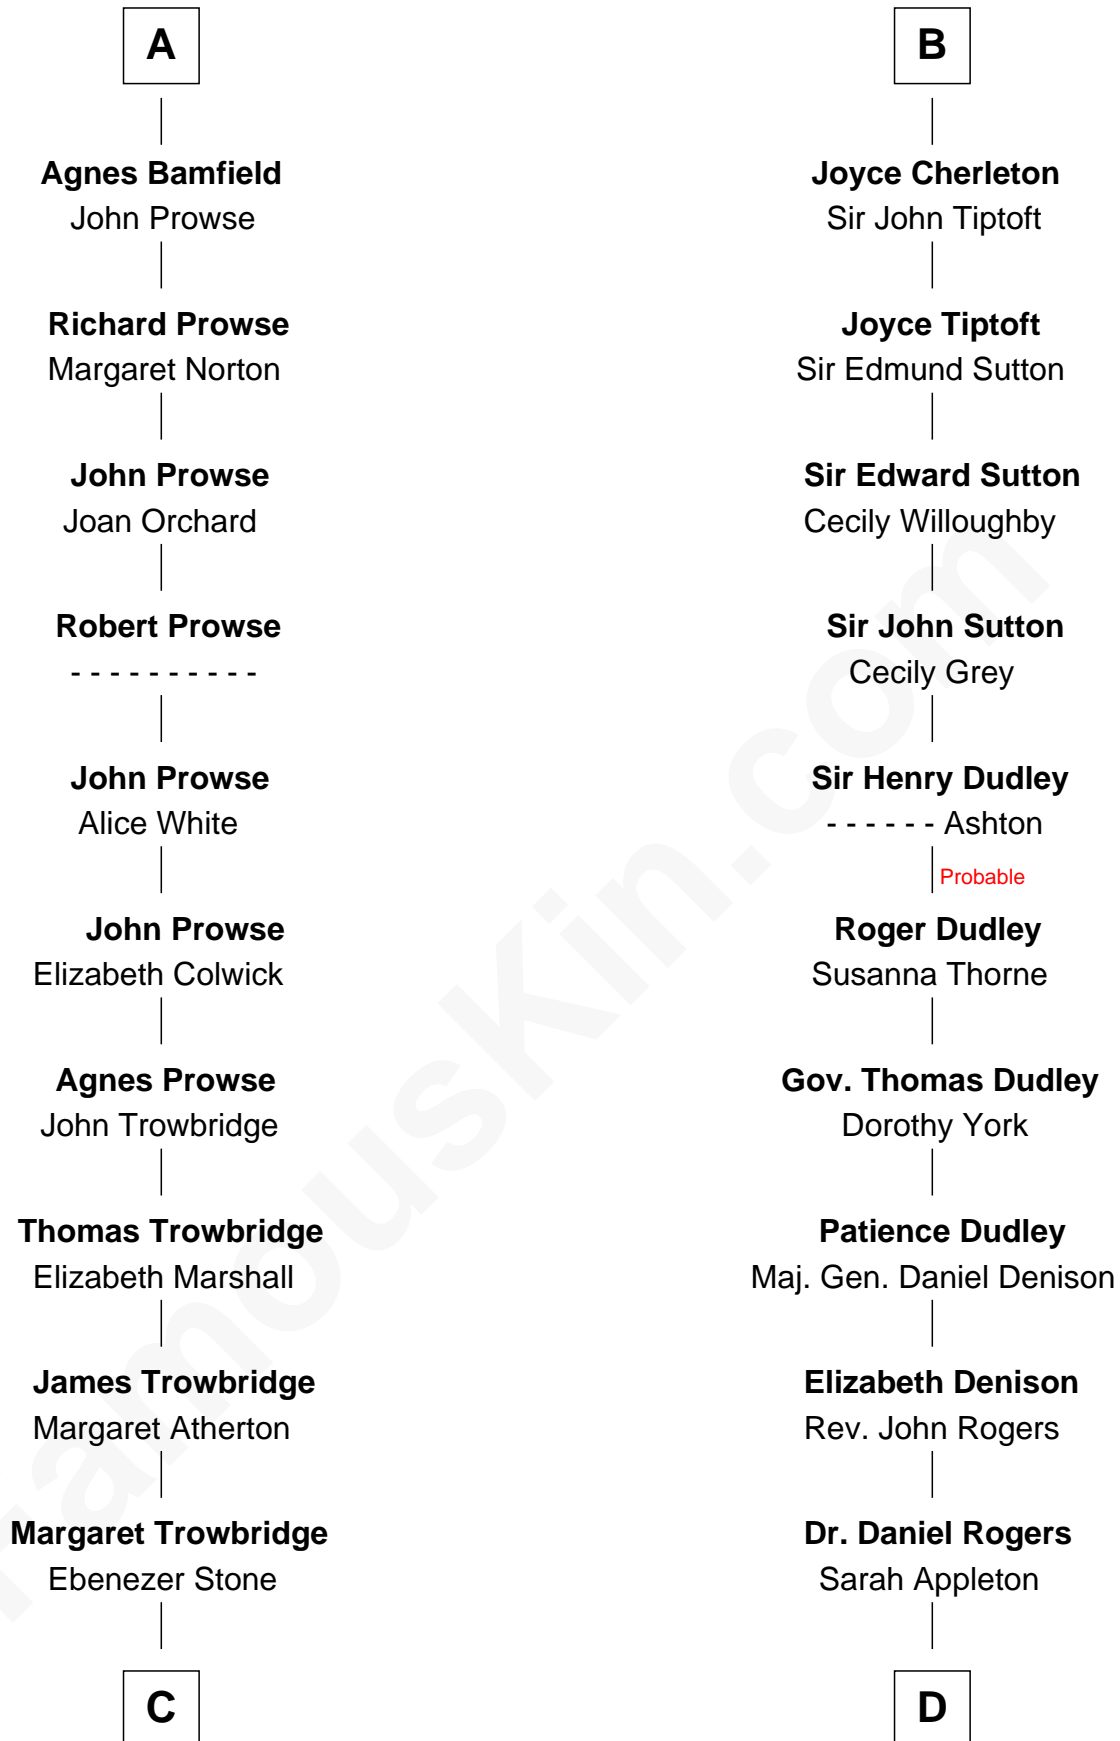 A
Agnes Bamfield
John Prowse
Richard Prowse
Margaret Norton
John Prowse
Joan Orchard
Robert Prowse
- - - - - - - - - -
John Prowse
Alice White
John Prowse
Elizabeth Colwick
Agnes Prowse
John Trowbridge
Thomas Trowbridge
Elizabeth Marshall
James Trowbridge
Margaret Atherton
Margaret Trowbridge
Ebenezer Stone
C
B
Joyce Cherleton
Sir John Tiptoft
Joyce Tiptoft
Sir Edmund Sutton
Sir Edward Sutton
Cecily Willoughby
Sir John Sutton
Cecily Grey
Sir Henry Dudley
- - - - - - Ashton
Probable
Roger Dudley
Susanna Thorne
Gov. Thomas Dudley
Dorothy York
Patience Dudley
Maj. Gen. Daniel Denison
Elizabeth Denison
Rev. John Rogers
Dr. Daniel Rogers
Sarah Appleton
D
FamousKin.com